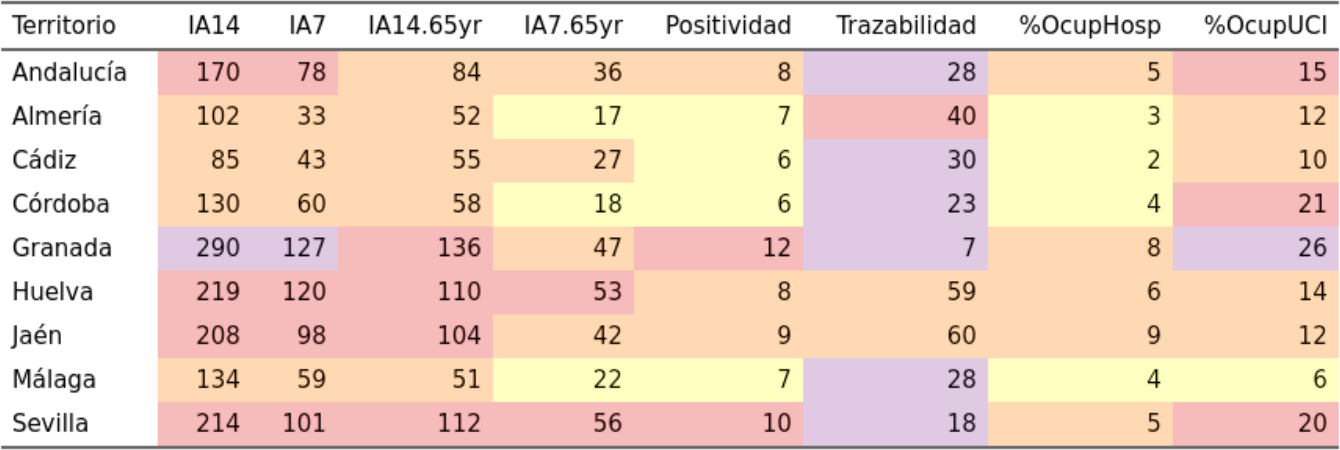 Territorio IA14 IA7 IA14.65yr IA7.65yr Positividad Trazabilidad %OcupHosp %OcupUCI
Andalucía 170 78 84 36 8 28 5 15
Almería 102 33 52 17 7 40 3 12
Cádiz 85 43 55 27 6 30 2 10
Córdoba 130 60 58 18 6 23 4 21
Granada 290 127 136 47 12 7 8 26
Huelva 219 120 110 53 8 59 6 14
Jaén 208 98 104 42 9 60 9 12
Málaga 134 59 51 22 7 28 4 6
Sevilla 214 101 112 56 10 18 5 20